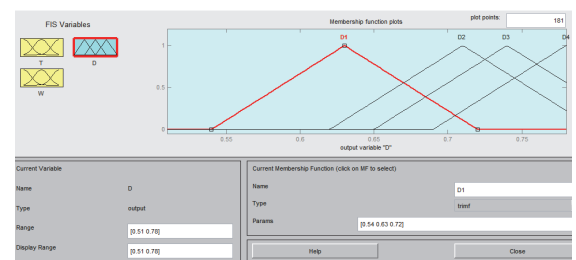 FIS Variables
Membership function plots
plot points:
181
T
D
W
D1
D2
D3
D4
1
0.5
0
0.55
0.6
0.65
0.7
0.75
output variable "D"
Current Variable
Name
D
Type
output
Range
[0.51 0.78]
Display Range
[0.51 0.78]
Current Membership Function (click on MF to select)
Name
D1
Type
trimf
Params
[0.54 0.63 0.72]
Help
Close